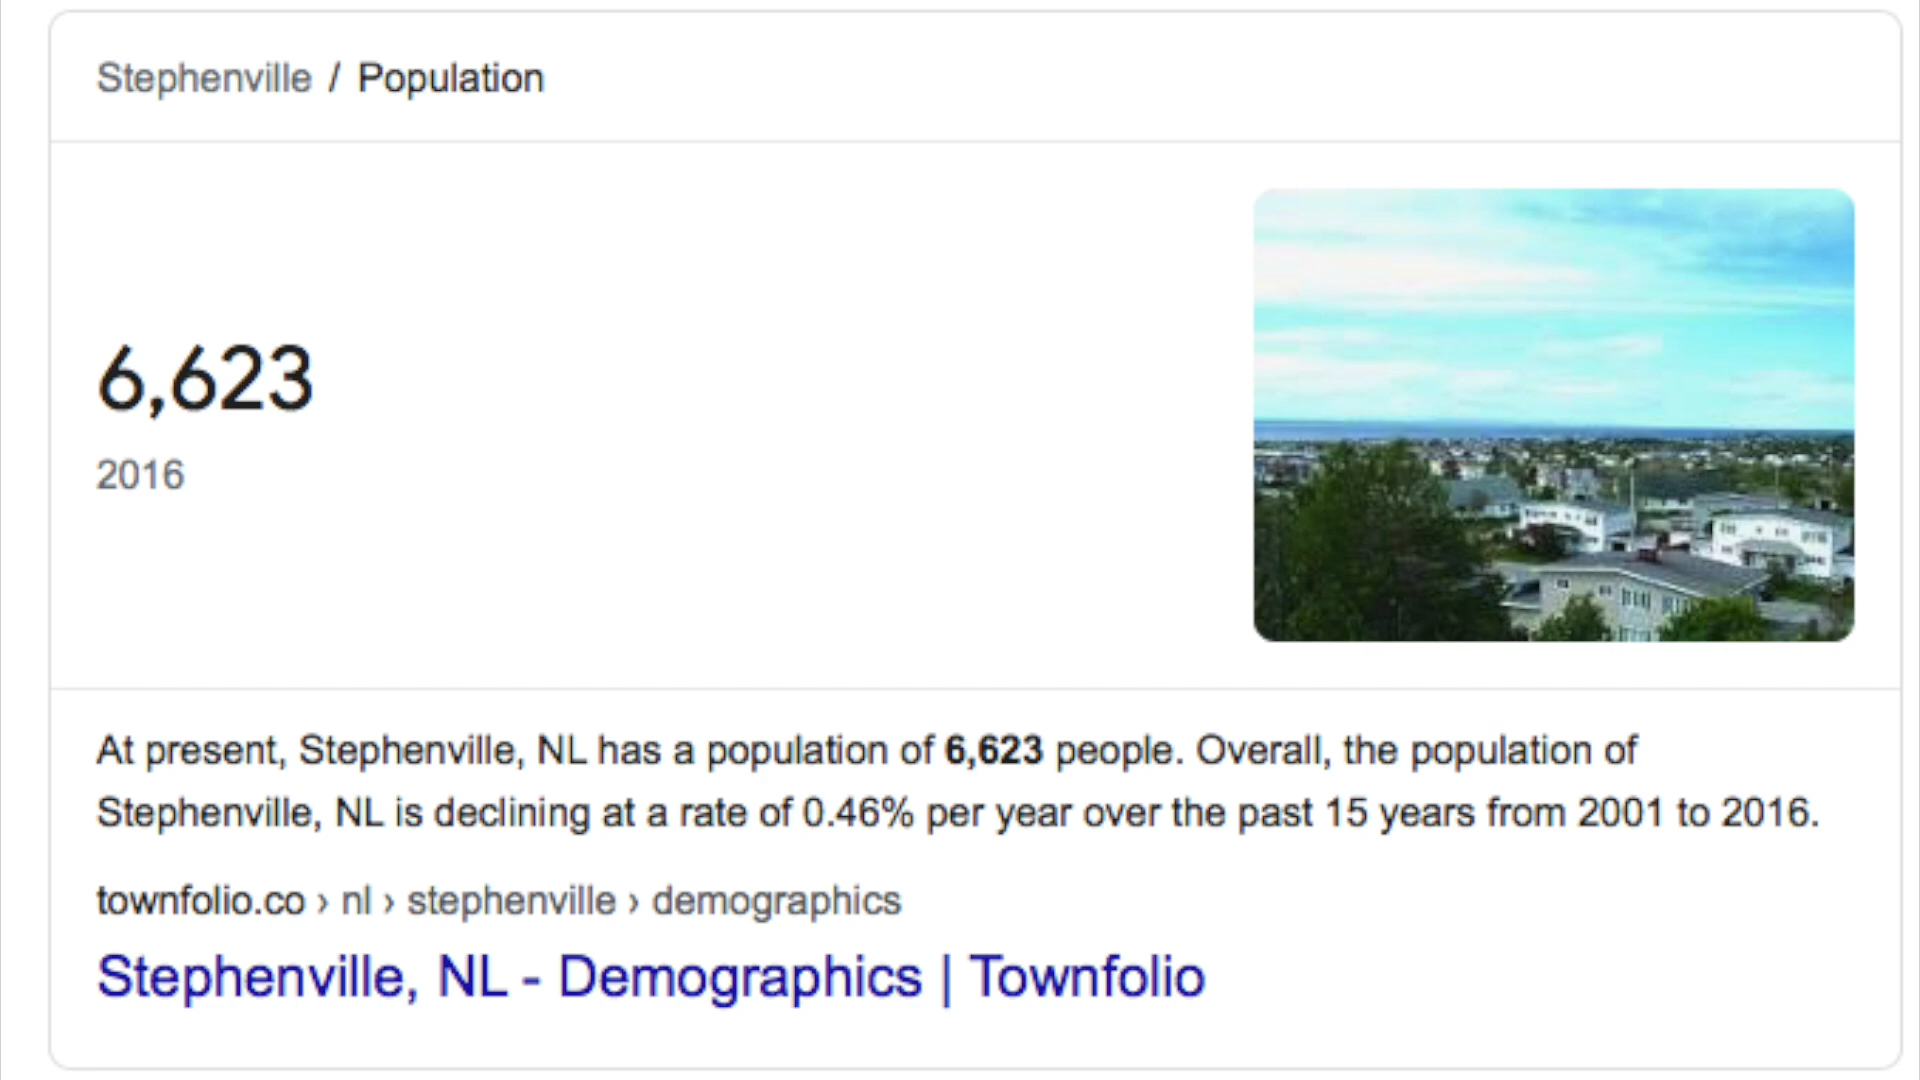 Stephenville / Population
6,623
2016
At present, Stephenville, NL has a population of 6,623 people. Overall, the population of
Stephenville, NL is declining at a rate of 0.46% per year over the past 15 years from 2001 to 2016.
townfolio.co › nl › stephenville › demographics
Stephenville, NL - Demographics | Townfolio